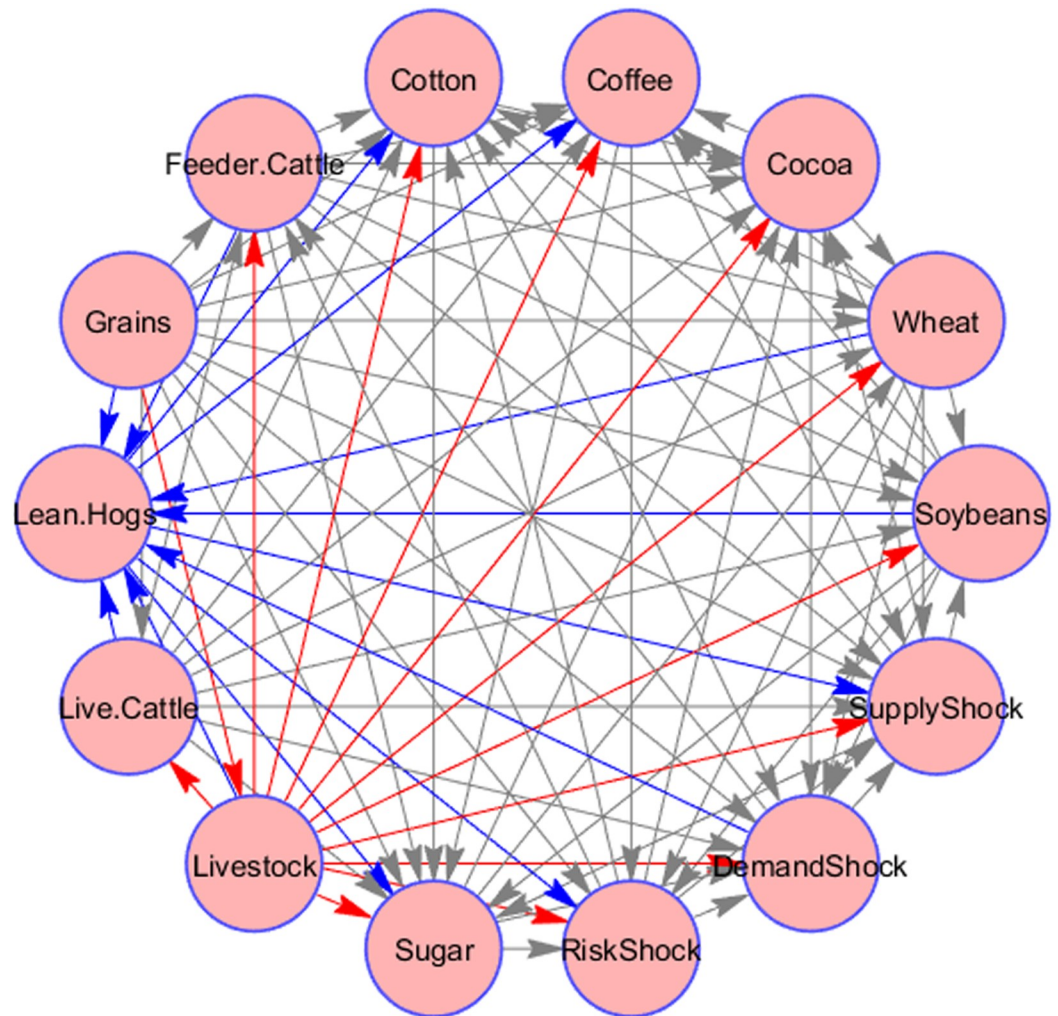 Cotton
Coffee
Feeder.Cattle
Cocoa
Grains
Wheat
Lean.Hogs
Soybeans
Live.Cattle
SupplyShock
Livestock
DemandShock
Sugar
RiskShock